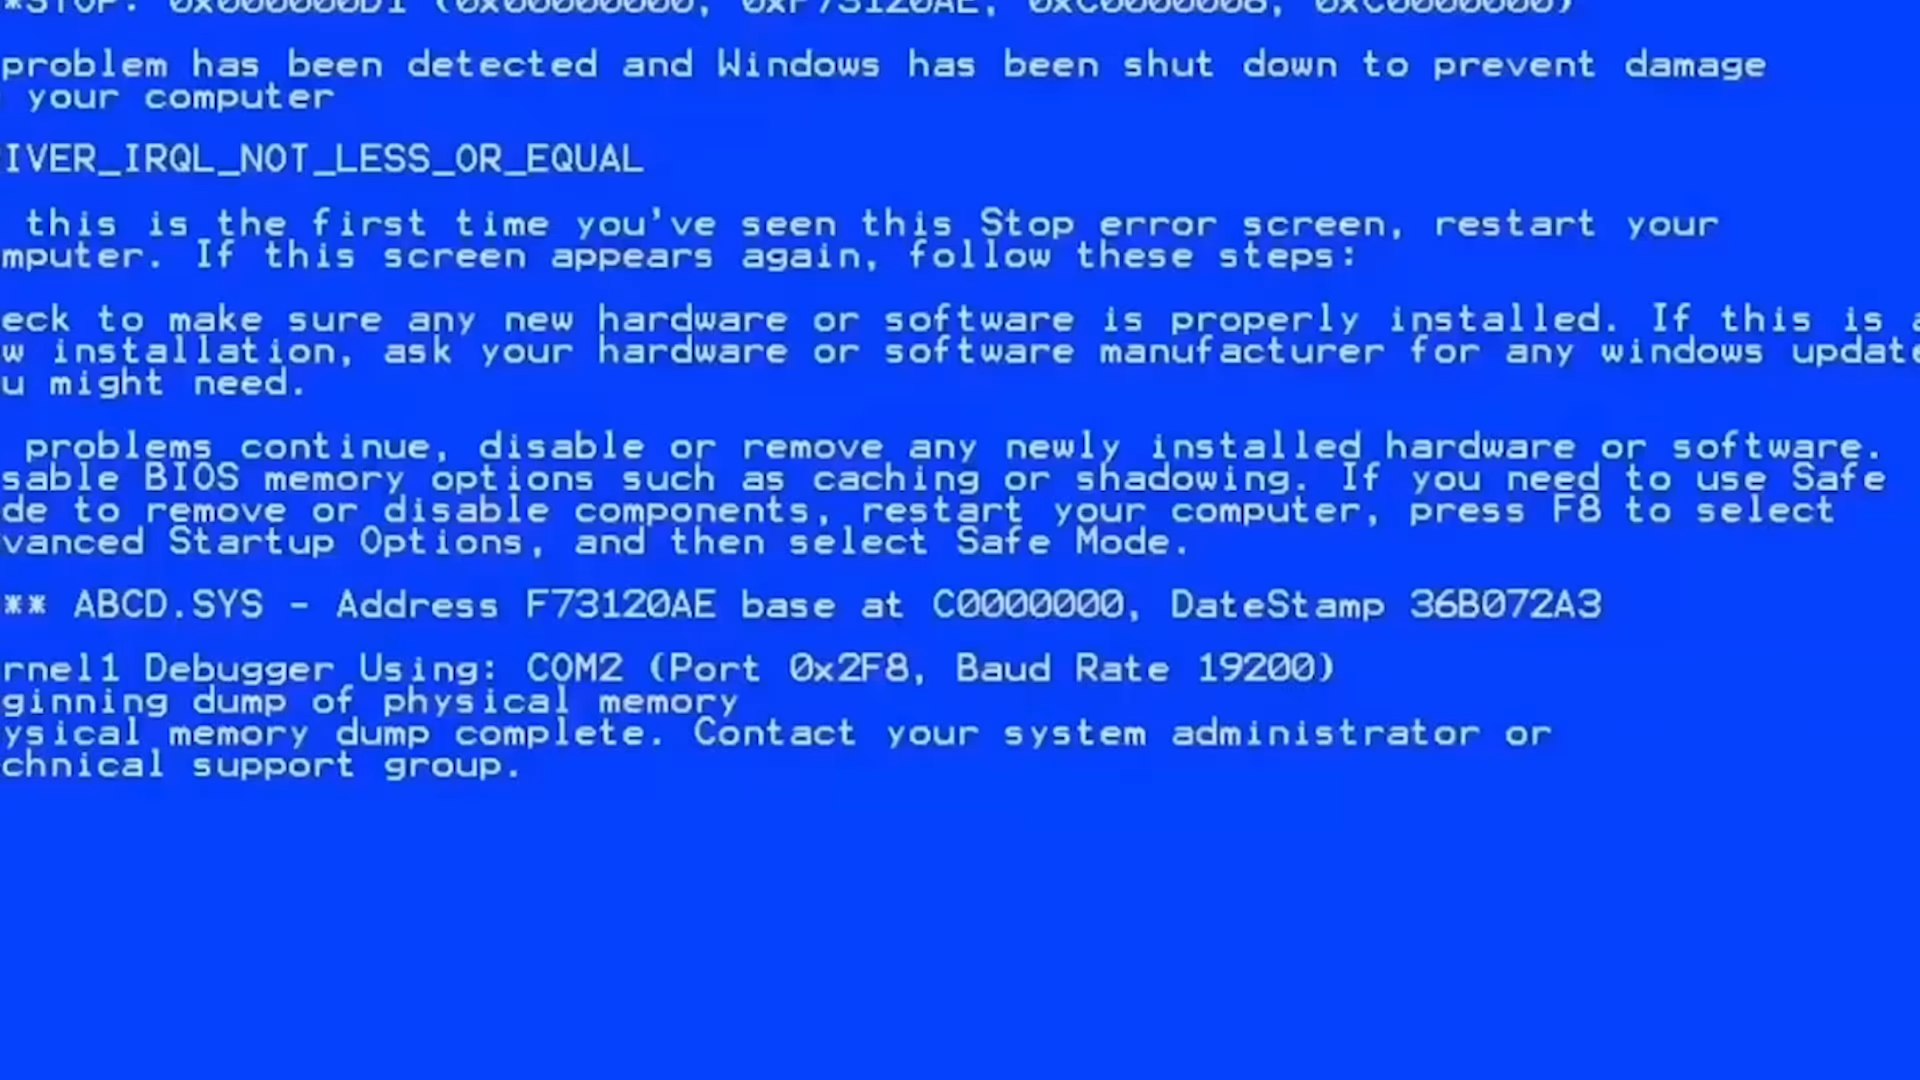 *STOP: 0x000000D1 (0x00000000, 0xF73120AE, 0xC0000008, 0xC0000000)
problem has been detected and Windows has been shut down to prevent damage
your computer
IVER_IRQL_NOT_LESS_OR_EQUAL
this is the first time you've seen this Stop error screen, restart your
mputer. If this screen appears again, follow these steps:
eck to make sure any new hardware or software is properly installed. If this is a
w installation, ask your hardware or software manufacturer for any windows update
u might need.
problems continue, disable or remove any newly installed hardware or software.
sable BIOS memory options such as caching or shadowing. If you need to use Safe
de to remove or disable components, restart your computer, press F8 to select
vanced Startup Options, and then select Safe Mode.
** ABCD.SYS - Address F73120AE base at C0000000, DateStamp 36B072A3
rnel1 Debugger Using: COM2 (Port 0x2F8, Baud Rate 19200)
ginning dump of physical memory
ysical memory dump complete. Contact your system administrator or
chnical support group.